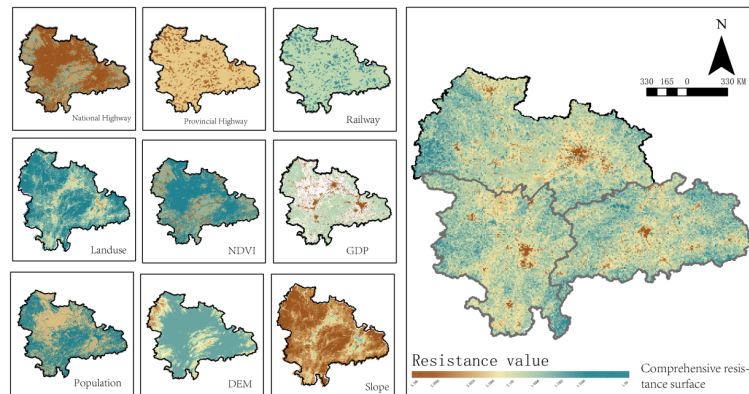 National Highway
Provincial Highway
Railway
Landuse
NDVI
GDP
Population
DEM
Slope
N
330 165 0 330 KM
Resistance value
Comprehensive resis-
tance surface